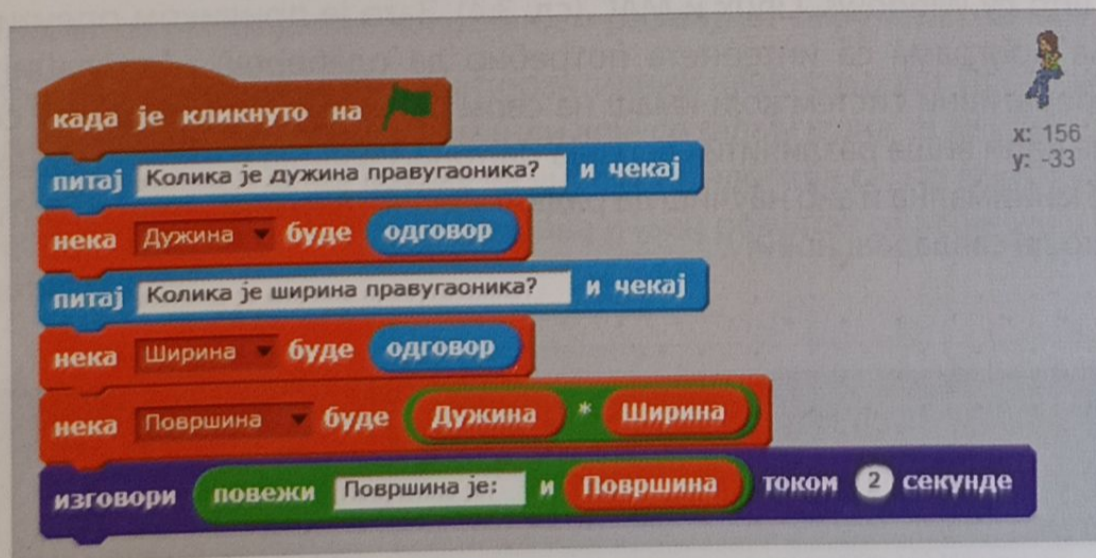 када је кликнуто на
x: 156
y: -33
питај Колика је дужина правугаоника? и чекај
нека Дужина буде одговор
питај Колика је ширина правугаоника? и чекај
нека Ширина буде одговор
нека Површина буде Дужина * Ширина
изговори повежи Површина је: и Површина током 2 секунде